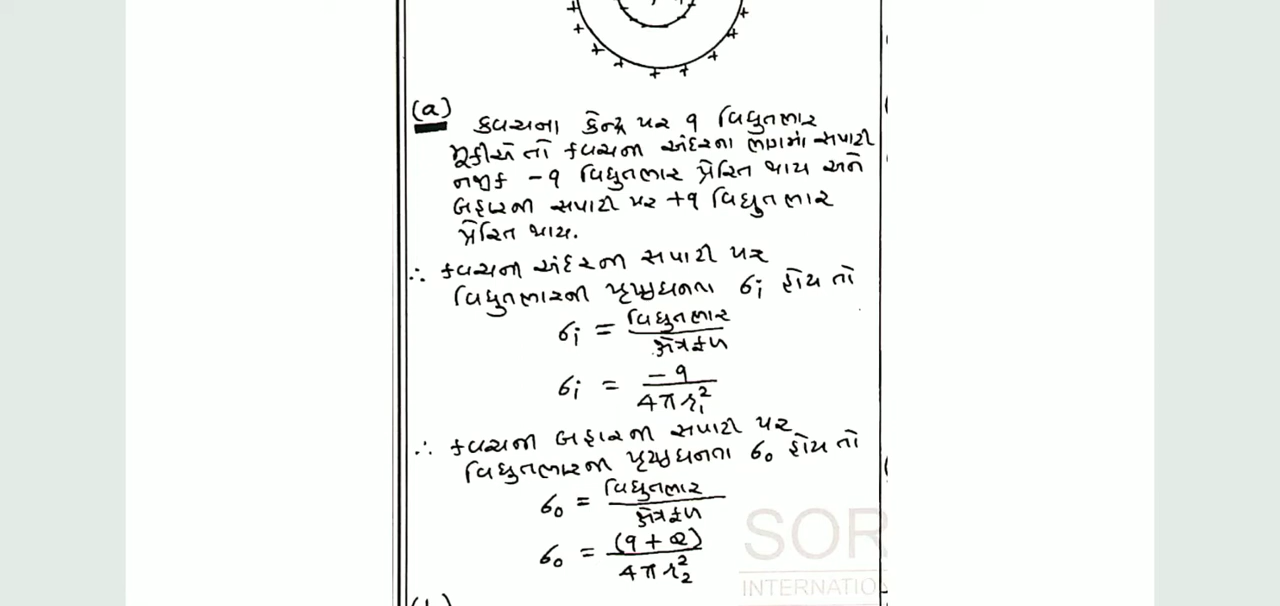 (a)
કવચના કેન્દ્ર પર q વિદ્યુતભાર
મૂકીએ તો કવચના અંદરના ભાગમાં સપાટી
નજીક -q વિદ્યુતભાર પ્રેરિત થાય અને
બહારની સપાટી પર +q વિદ્યુતભાર
પ્રેરિત થાય.
∴ કવચની અંદરની સપાટી પર
વિદ્યુતભારની પૃષ્ઠઘનતા σi હોય તો
σi = વિદ્યુતભાર / ક્ષેત્રફળ
σi = -q / 4πr₁²
∴ કવચની બહારની સપાટી પર
વિદ્યુતભારની પૃષ્ઠઘનતા σ₀ હોય તો
σ₀ = વિદ્યુતભાર / ક્ષેત્રફળ
σ₀ = (q + Q) / 4πr₂²
SOR
INTERNATIO